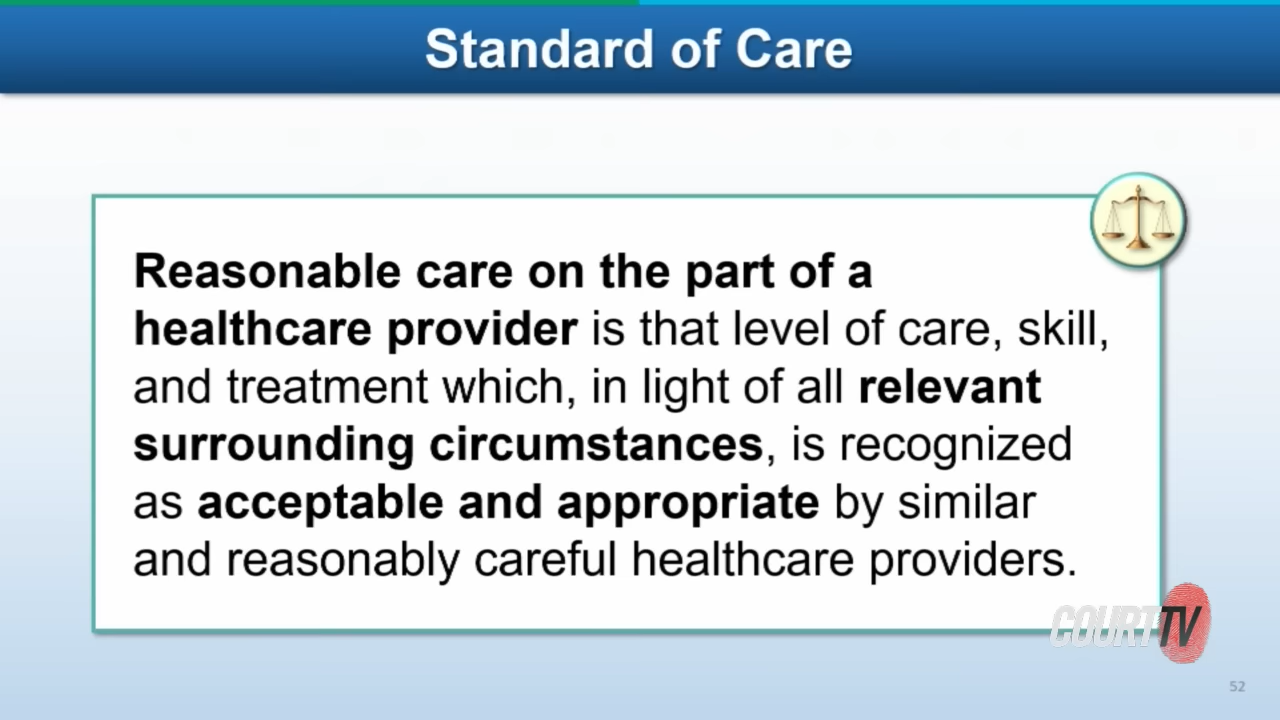 Standard of Care
Reasonable care on the part of a
healthcare provider is that level of care, skill,
and treatment which, in light of all relevant
surrounding circumstances, is recognized
as acceptable and appropriate by similar
and reasonably careful healthcare providers.
COURT TV
52